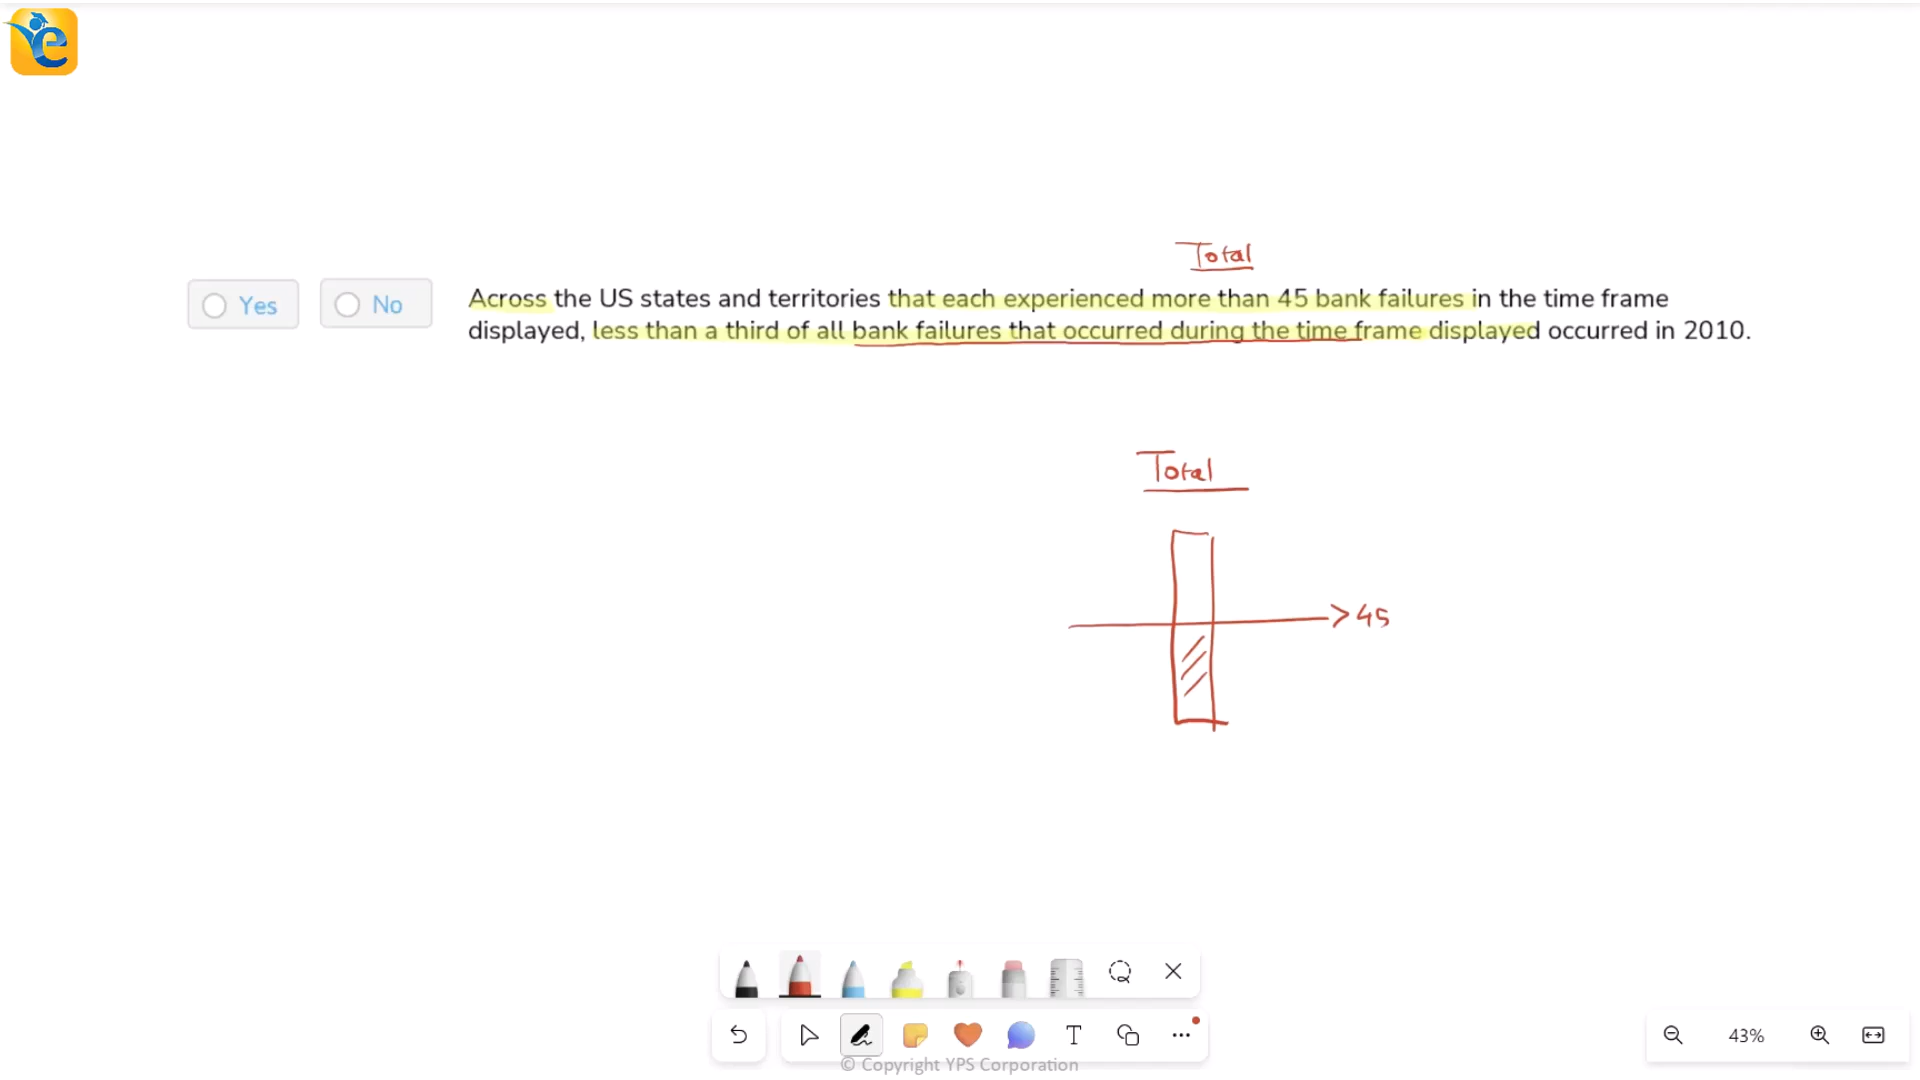 Total
Yes
No
Across the US states and territories that each experienced more than 45 bank failures in the time frame
displayed, less than a third of all bank failures that occurred during the time frame displayed occurred in 2010.
Total
>45
T
43%
© Copyright YPS Corporation